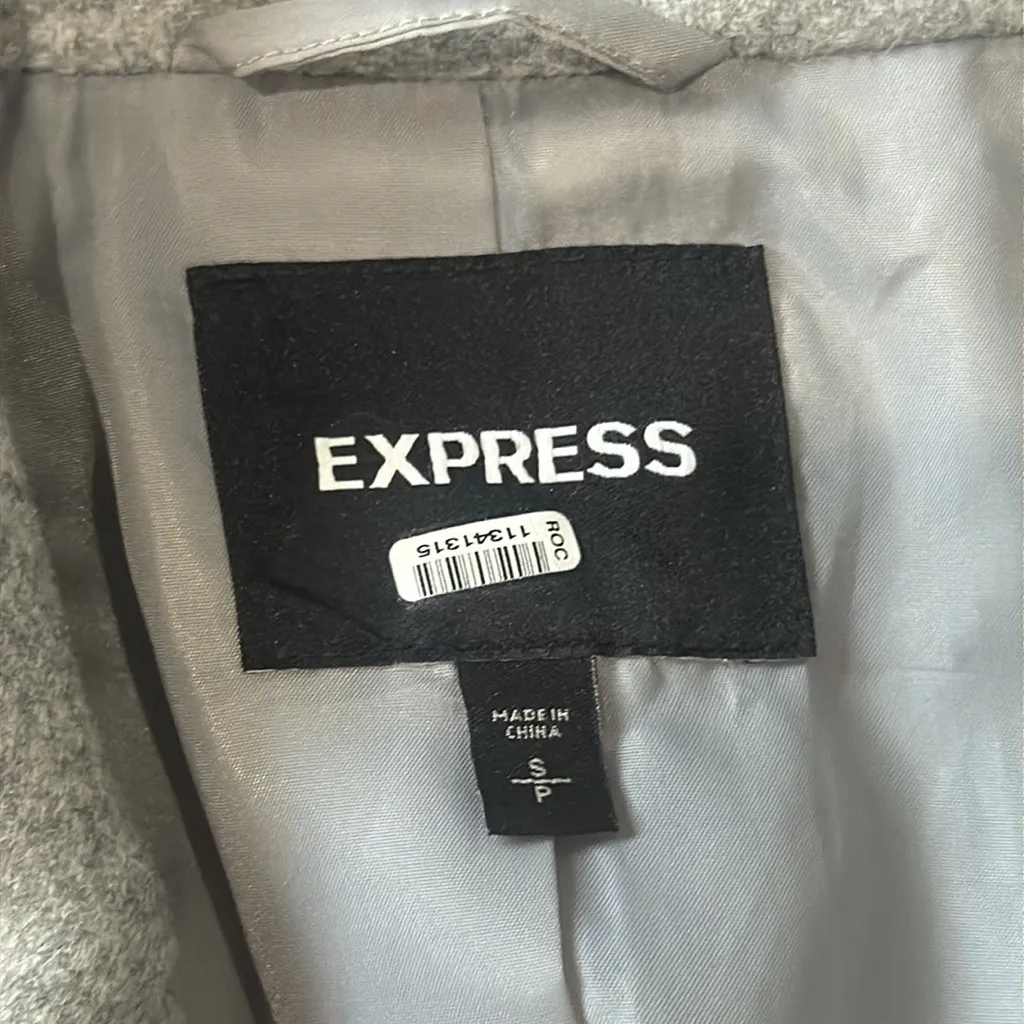 EXPRESS
ROC
11341315
MADE IN
CHINA
S
P